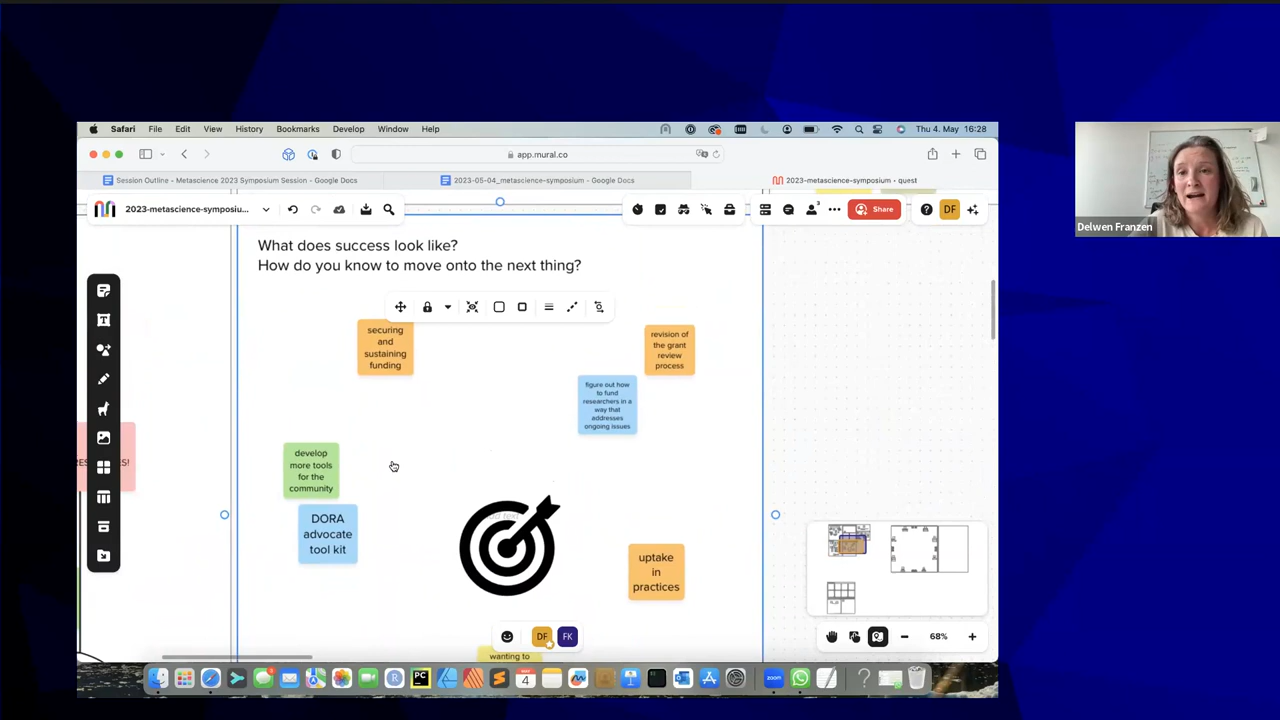 Safari File Edit View History Bookmarks Develop Window Help
Thu 4. May 16:28
app.mural.co
Session Outline - Metascience 2023 Symposium Session - Google Docs
2023-05-04_metascience-symposium - Google Docs
2023-metascience-symposium • quest
2023-metascience-symposiu...
Share
DF
Delwen Franzen
What does success look like?
How do you know to move onto the next thing?
securing
and
sustaining
funding
revision of
the grant
review
process
figure out how
to fund
researchers in a
way that
addresses
ongoing issues
develop
more tools
for the
community
DORA
advocate
tool kit
uptake
in
practices
DF FK
wanting to
68%